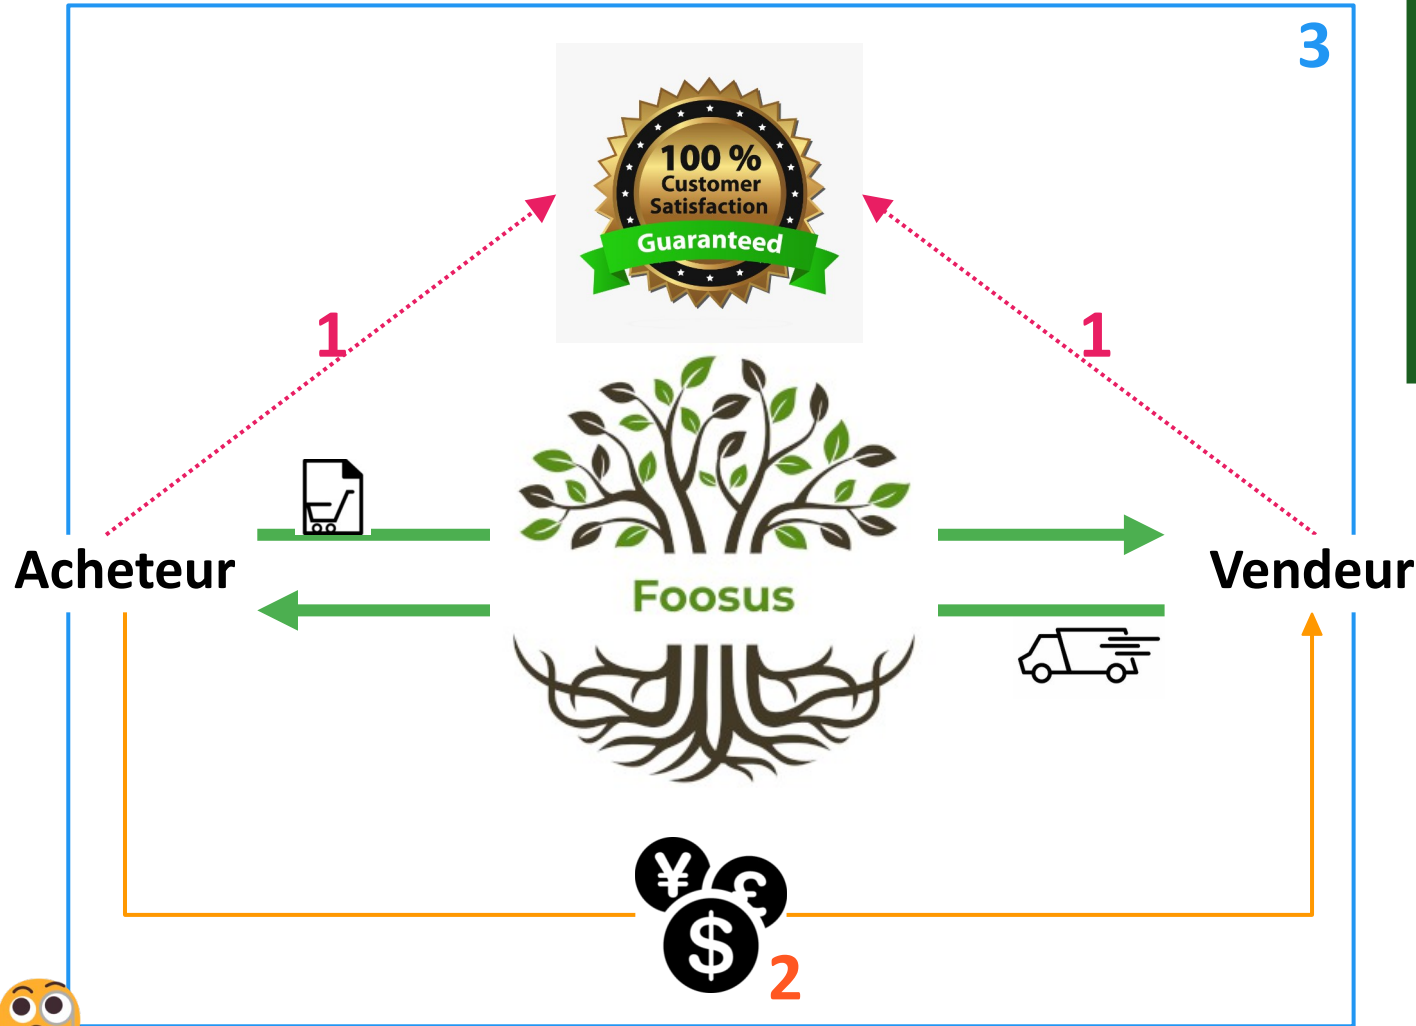 3
100 %
Customer
Satisfaction
Guaranteed
1
1
Acheteur
Vendeur
Foosus
¥
£
$
2